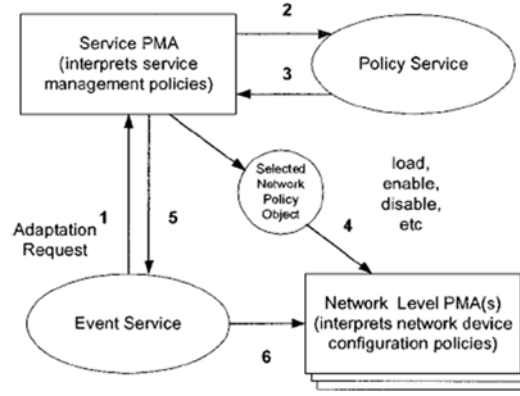 2
Service PMA
(interprets service
management policies)
Policy Service
3
Selected
Network
Policy
Object
load,
enable,
disable,
etc
1
5
4
Adaptation
Request
Event Service
Network Level PMA(s)
(interprets network device
configuration policies)
6